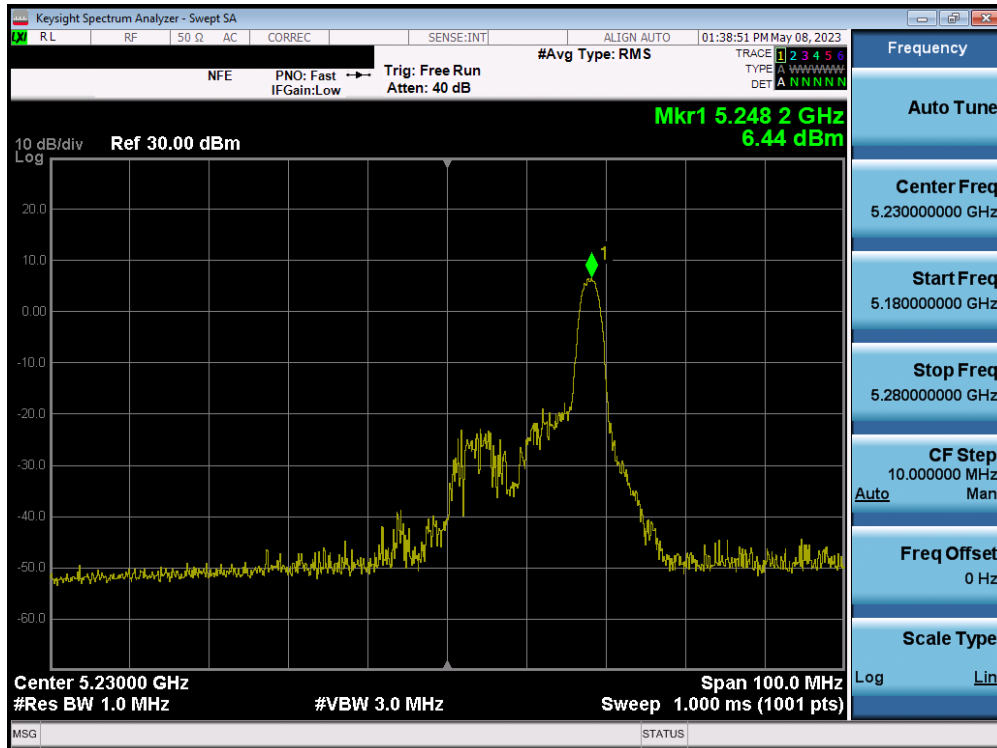 Keysight Spectrum Analyzer - Swept SA
LXI RL RF 50 Ω AC CORREC SENSE:INT ALIGN AUTO 01:38:51 PM May 08, 2023
NFE PNO: Fast Trig: Free Run #Avg Type: RMS TRACE 1 2 3 4 5 6
IFGain:Low Atten: 40 dB TYPE A WWWWW
DET A N N N N N
Mkr1 5.248 2 GHz
6.44 dBm
10 dB/div Ref 30.00 dBm
Log
20.0
10.0
0.00
-10.0
-20.0
-30.0
-40.0
-50.0
-60.0
1
Center 5.23000 GHz Span 100.0 MHz
#Res BW 1.0 MHz #VBW 3.0 MHz Sweep 1.000 ms (1001 pts)
MSG STATUS
Frequency
Auto Tune
Center Freq
5.230000000 GHz
Start Freq
5.180000000 GHz
Stop Freq
5.280000000 GHz
CF Step
10.000000 MHz
Auto Man
Freq Offset
0 Hz
Scale Type
Log Lin